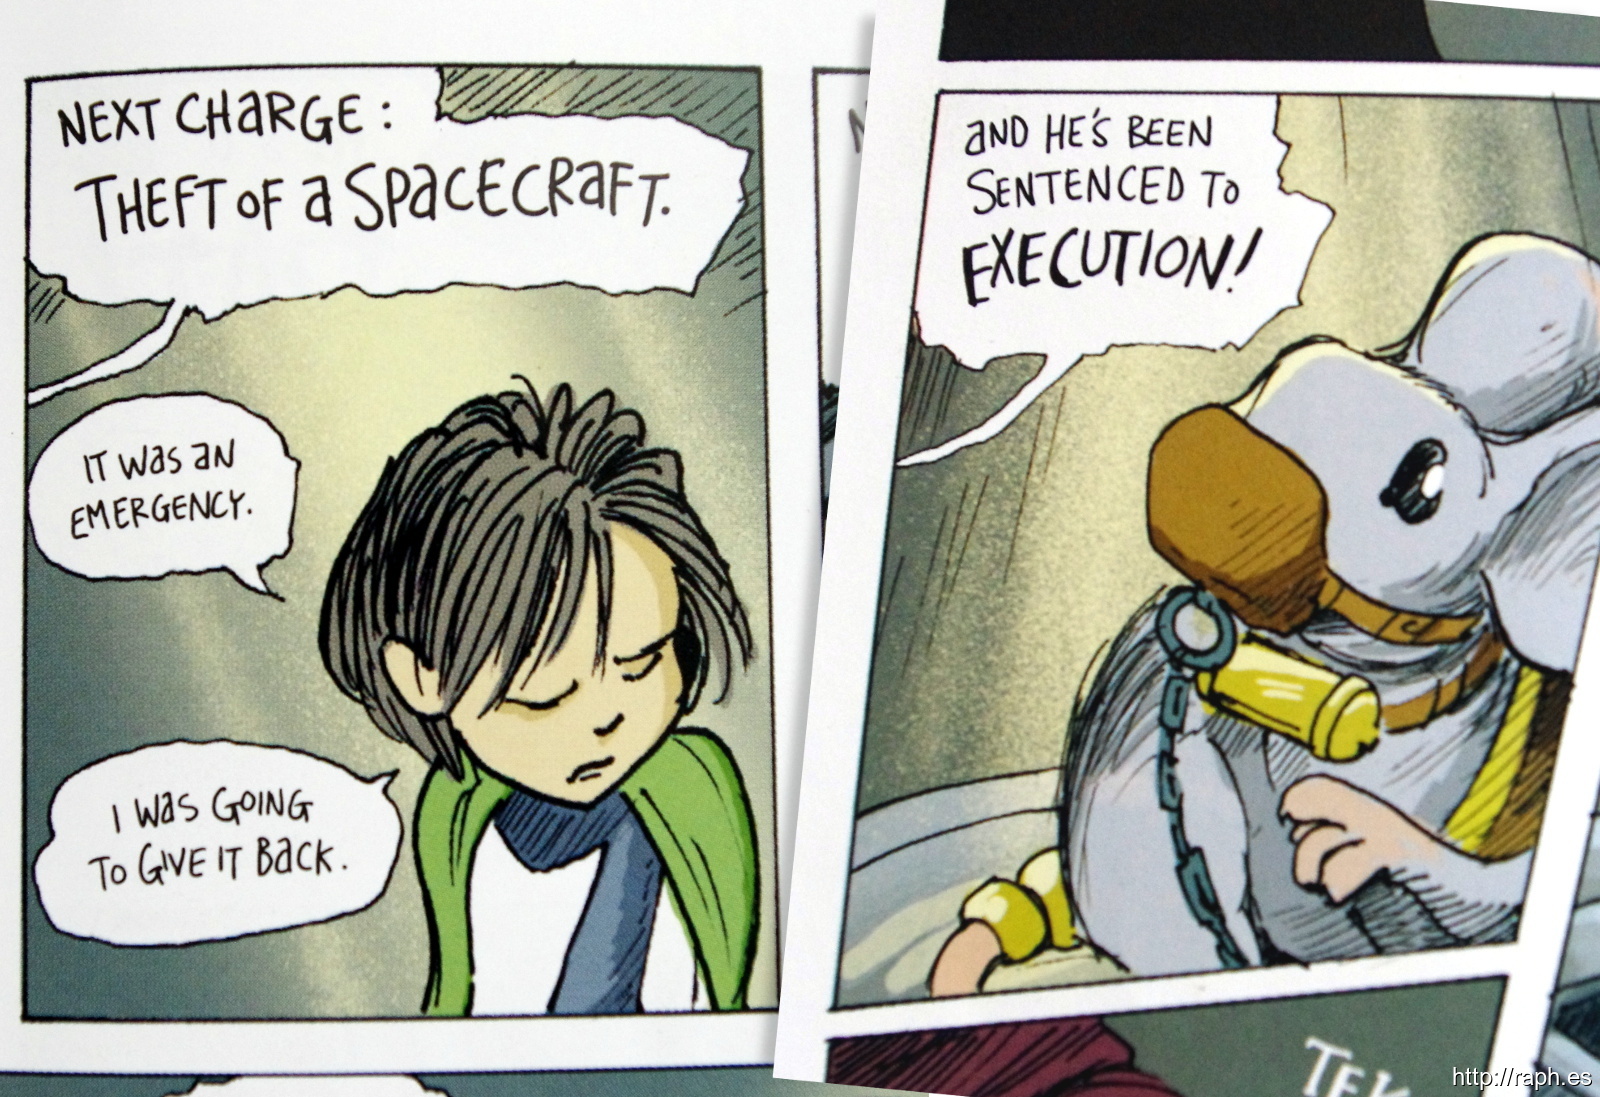 NEXT CHARGE:
THEFT OF a SPaCECRaFT.
IT WaS aN
EMERGENCY.
I WaS GOING
TO GIVE IT BaCK.
aND HE'S BEEN
SENTENCED TO
EXECUTION!
http://raph.es